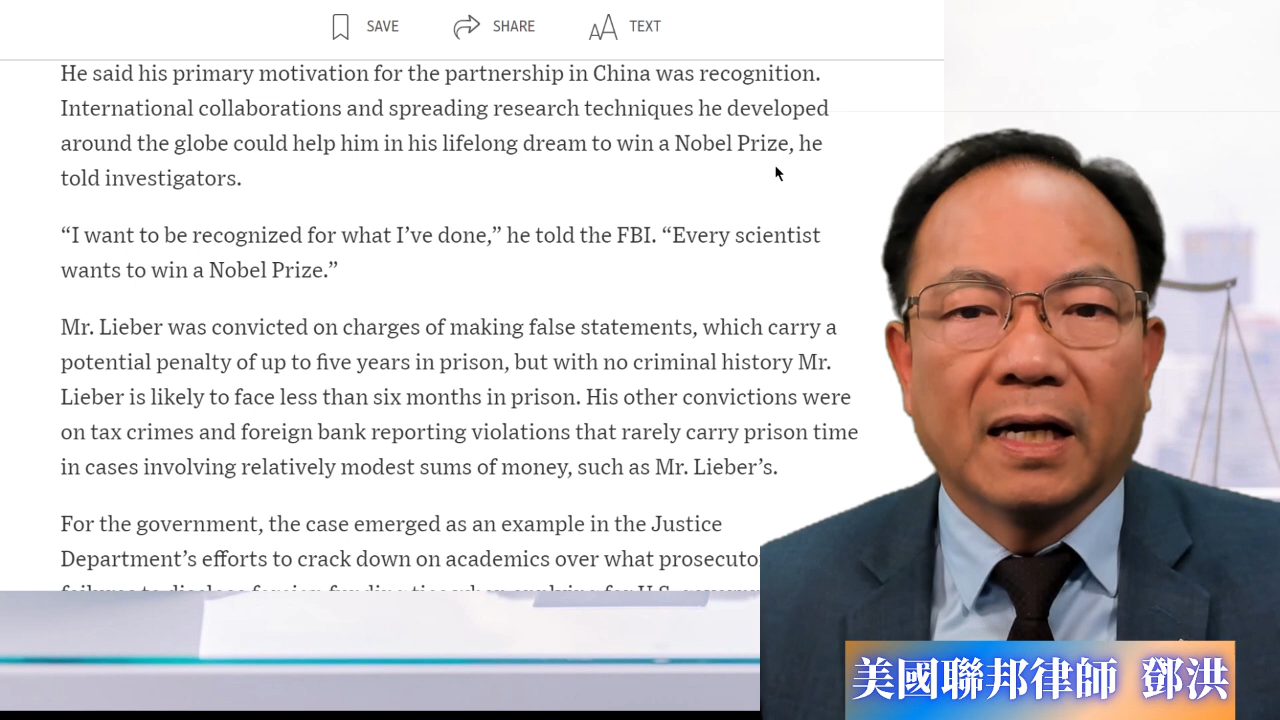 SAVE SHARE TEXT
He said his primary motivation for the partnership in China was recognition.
International collaborations and spreading research techniques he developed
around the globe could help him in his lifelong dream to win a Nobel Prize, he
told investigators.
“I want to be recognized for what I’ve done,” he told the FBI. “Every scientist
wants to win a Nobel Prize.”
Mr. Lieber was convicted on charges of making false statements, which carry a
potential penalty of up to five years in prison, but with no criminal history Mr.
Lieber is likely to face less than six months in prison. His other convictions were
on tax crimes and foreign bank reporting violations that rarely carry prison time
in cases involving relatively modest sums of money, such as Mr. Lieber’s.
For the government, the case emerged as an example in the Justice
Department’s efforts to crack down on academics over what
美國聯邦律師 鄧洪